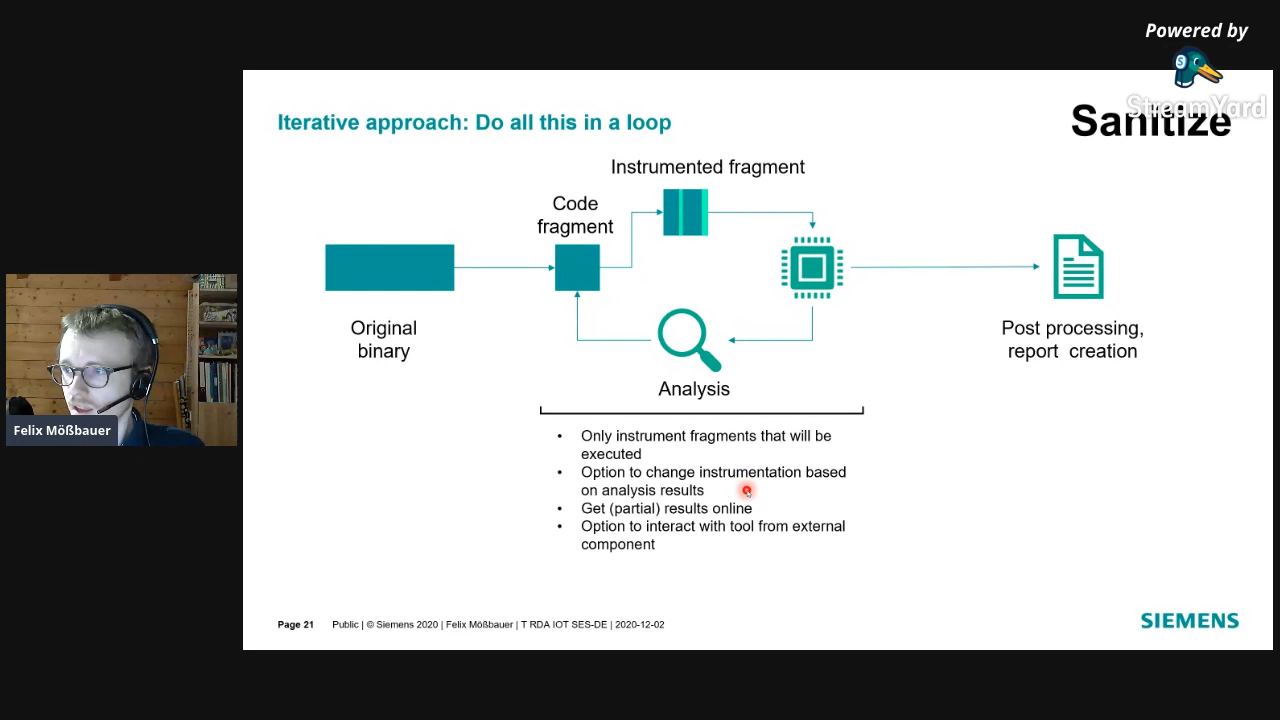 Powered by
StreamYard
Iterative approach: Do all this in a loop
Sanitize
Instrumented fragment
Code
fragment
Original
binary
Post processing,
report creation
Analysis
• Only instrument fragments that will be
executed
• Option to change instrumentation based
on analysis results
• Get (partial) results online
• Option to interact with tool from external
component
Felix Mößbauer
Page 21 Public | © Siemens 2020 | Felix Mößbauer | T RDA IOT SES-DE | 2020-12-02
SIEMENS